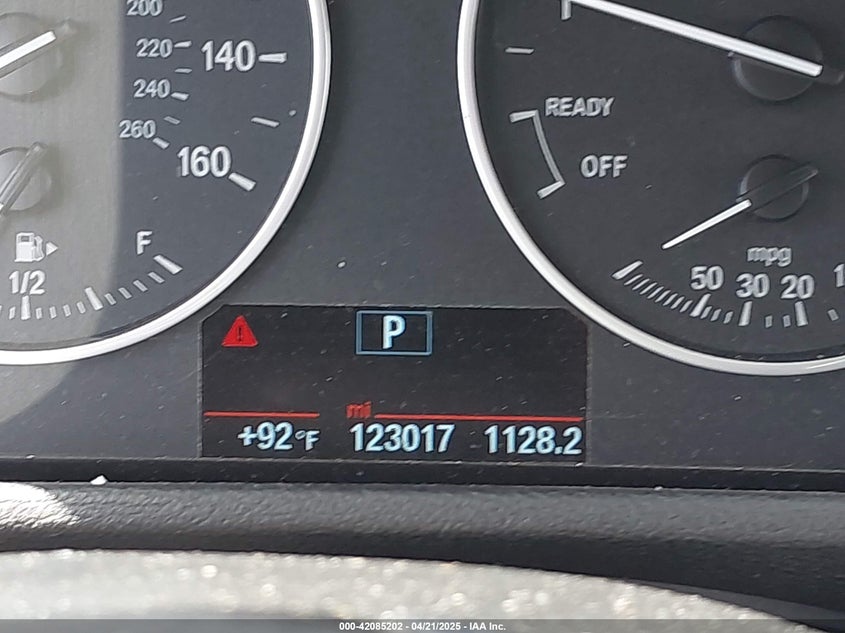 200
220
240
260
140
160
F
1/2
READY
OFF
mpg
50 30 20
P
mi
+92°F 123017 1128.2
000-42085202 - 04/21/2025 - IAA Inc.